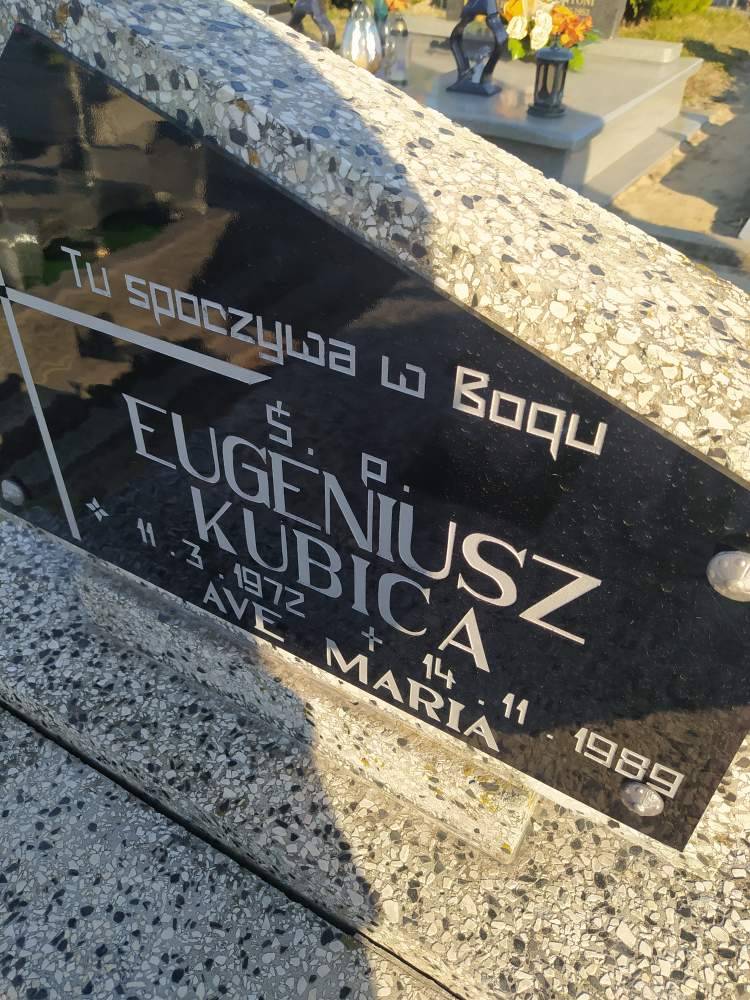 Tu spoczywa w Bogu
Ś. P.
EUGENIUSZ
KUBICA
11.3.1972 14.11.1989
AVE MARIA